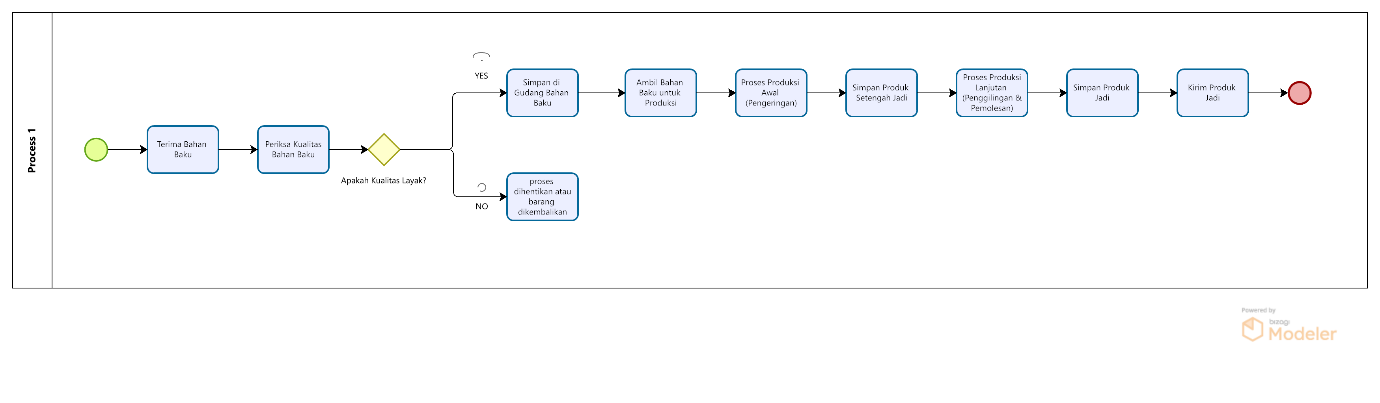 Process 1
Terima Bahan
Baku
Periksa Kualitas
Bahan Baku
Apakah Kualitas Layak?
YES
Simpan di
Gudang Bahan
Baku
Ambil Bahan
Baku untuk
Produksi
Proses Produksi
Awal
(Pengeringan)
Simpan Produk
Setengah Jadi
Proses Produksi
Lanjutan
(Penggilingan &
Pemolesan)
Simpan Produk
Jadi
Kirim Produk
Jadi
NO
proses
dihentikan atau
barang
dikembalikan
Powered by
bizagi
Modeler